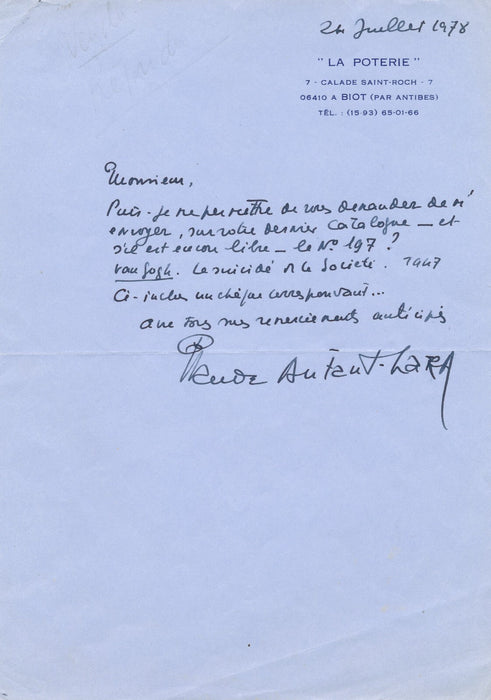 24 Juillet 1978
"LA POTERIE"
7 - CALADE SAINT-ROCH - 7
06410 A BIOT (PAR ANTIBES)
TÉL. : (15-93) 65-01-66
Monsieur,
Puis-je me permettre de vous demander de m'
envoyer, sur votre dernier Catalogue — et
s'il est encore libre — le No 197 ?
Van Gogh. Le suicidé de la Société. 1947
Ci-inclus un chèque correspondant...
avec tous mes remerciements anticipés
Claude Autant-Lara